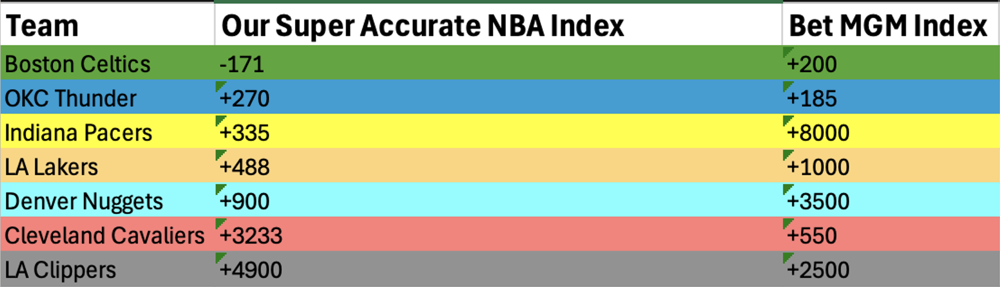 Team Our Super Accurate NBA Index Bet MGM Index
Boston Celtics -171 +200
OKC Thunder +270 +185
Indiana Pacers +335 +8000
LA Lakers +488 +1000
Denver Nuggets +900 +3500
Cleveland Cavaliers +3233 +550
LA Clippers +4900 +2500